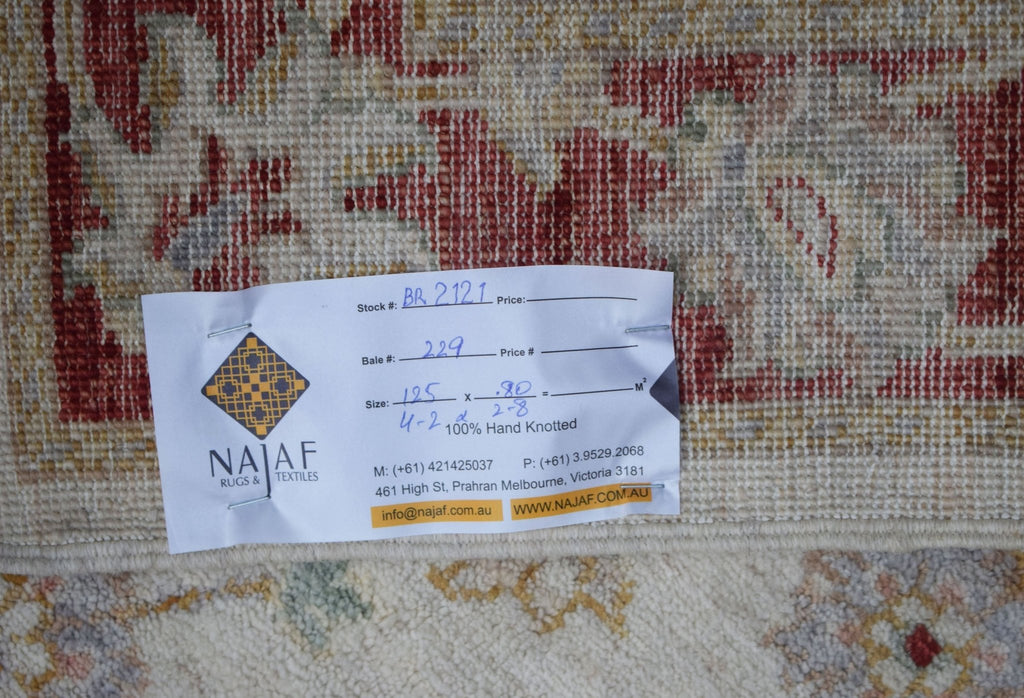 Stock #: BR 2121 Price:
Bale #: 229 Price #
Size: 125 x .80 = M²
4-2 x 2-8
100% Hand Knotted
NAJAF
RUGS & TEXTILES
M: (+61) 421425037 P: (+61) 3.9529.2068
461 High St, Prahran Melbourne, Victoria 3181
info@najaf.com.au WWW.NAJAF.COM.AU